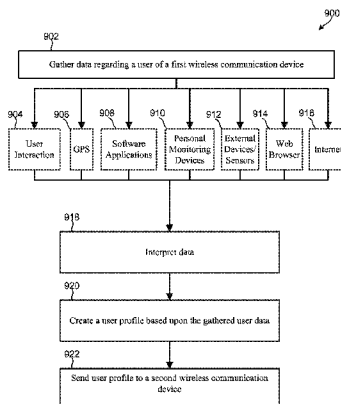 900
902
Gather data regarding a user of a first wireless communication device
904
906
908
910
912
914
916
User
Interaction
GPS
Software
Applications
Personal
Monitoring
Devices
External
Devices/
Sensors
Web
Browser
Internet
918
Interpret data
920
Create a user profile based upon the gathered user data
922
Send user profile to a second wireless communication
device